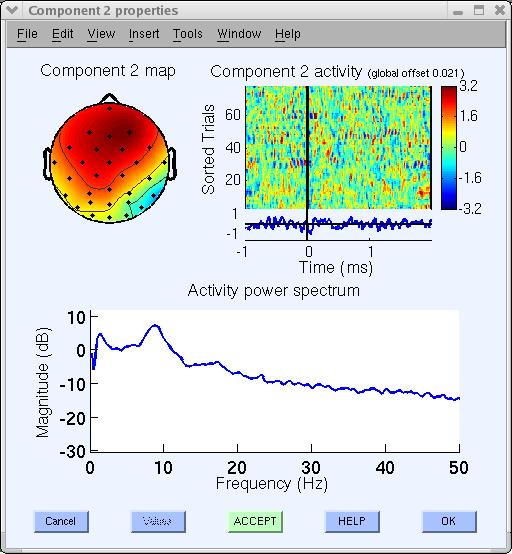 Component 2 properties
File Edit View Insert Tools Window Help
Component 2 map
Component 2 activity (global offset 0.021)
Sorted Trials
60
40
20
1
-1
3.2
1.6
0
-1.6
-3.2
-1 0 1
Time (ms)
Activity power spectrum
Magnitude (dB)
10
0
-10
-20
-30
0 10 20 30 40 50
Frequency (Hz)
Cancel Values ACCEPT HELP OK